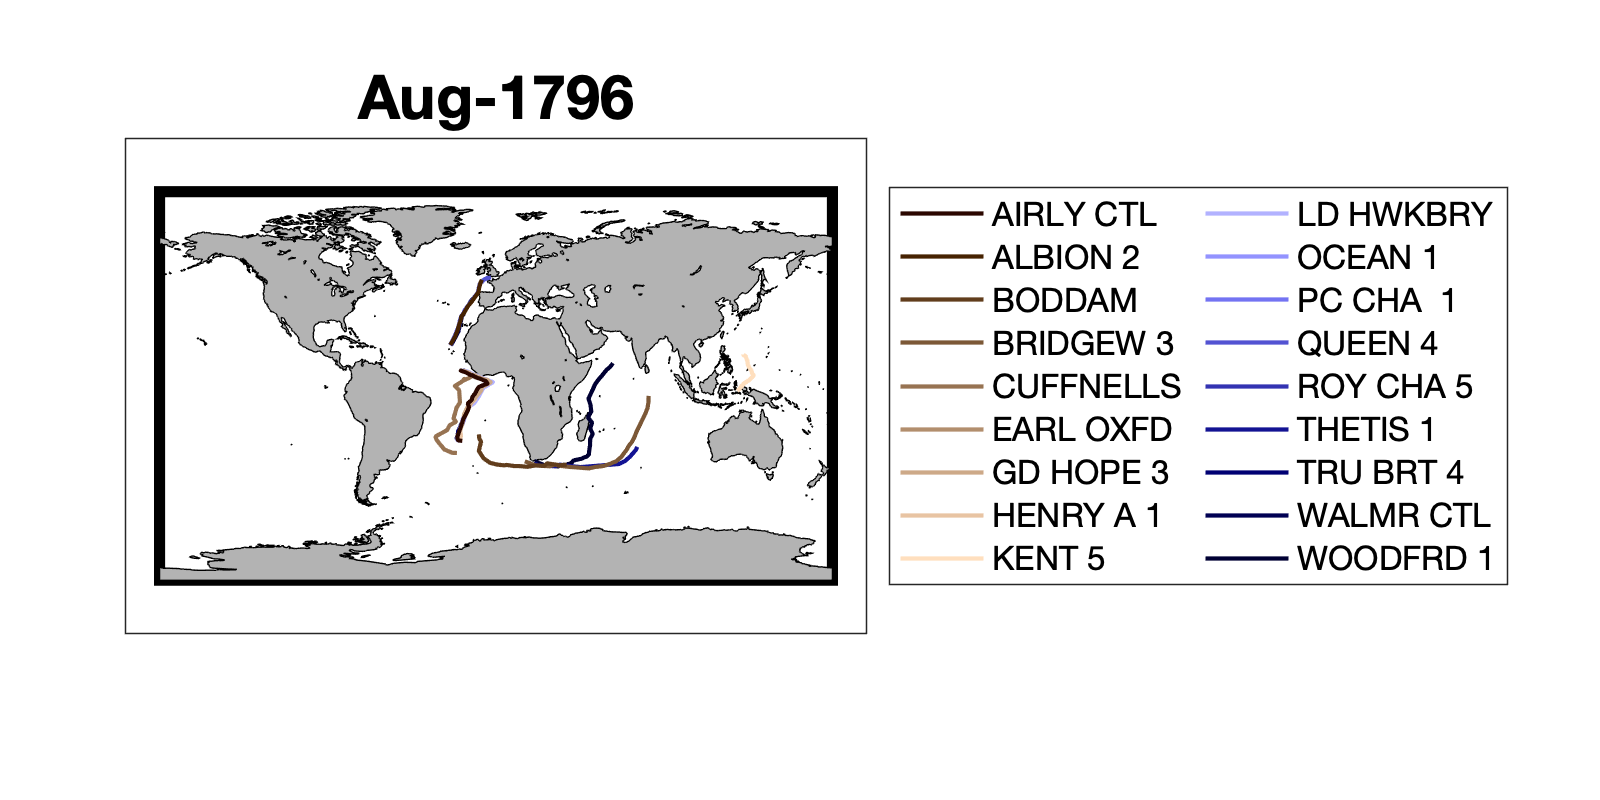 Aug-1796
AIRLY CTL
ALBION 2
BODDAM
BRIDGEW 3
CUFFNELLS
EARL OXFD
GD HOPE 3
HENRY A 1
KENT 5
LD HWKBRY
OCEAN 1
PC CHA  1
QUEEN 4
ROY CHA 5
THETIS 1
TRU BRT 4
WALMR CTL
WOODFRD 1